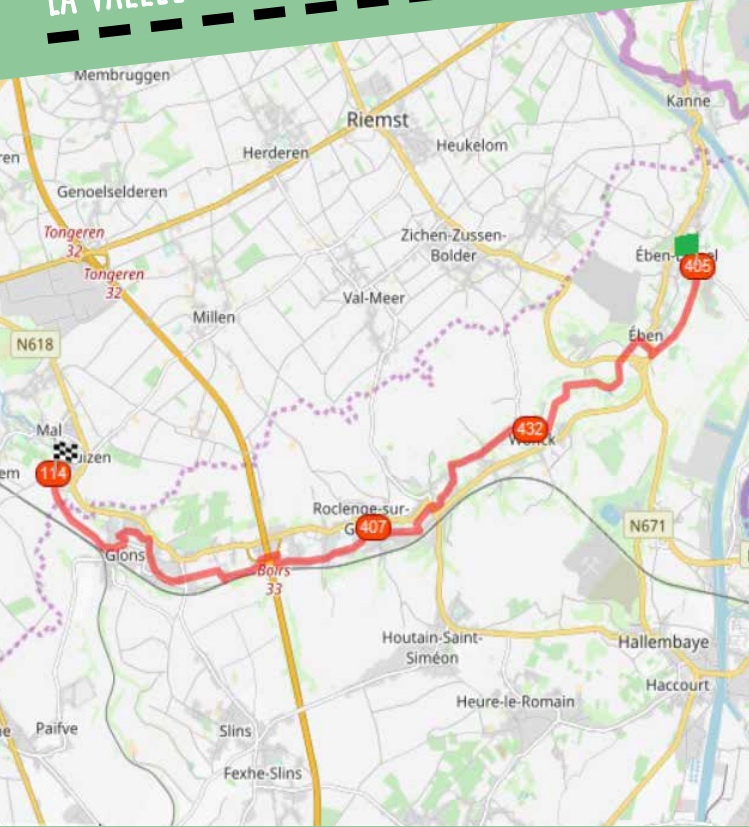 LA VALLÉE
Membruggen
Kanne
Riemst
Heukelom
Herderen
Genoelselderen
Tongeren
32
Tongeren
32
Zichen-Zussen-
Bolder
405
Val-Meer
Millen
Eben
N618
Mal
432
114
Roclenge-sur-
407
N671
Glons
Boirs
33
Houtain-Saint-
Siméon
Hallembaye
Haccourt
Heure-le-Romain
Paifve
Slins
Fexhe-Slins